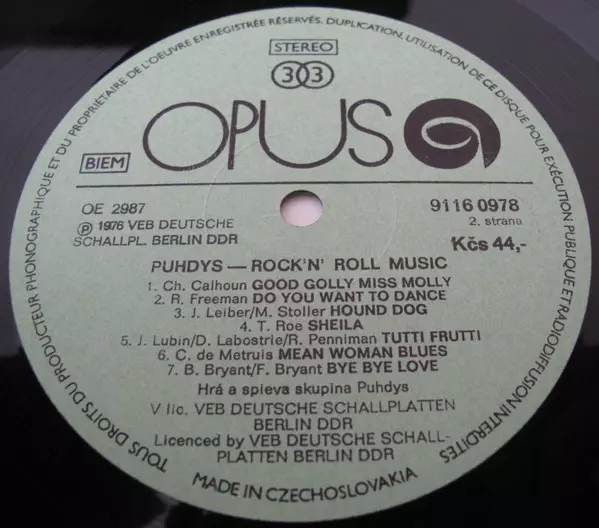 TOUS DROITS DU PRODUCTEUR PHONOGRAPHIQUE ET DU PROPRIETAIRE DE L'OEUVRE ENREGISTRÉE RÉSERVÉS. DUPLICATION, UTILISATION DE CE DISQUE POUR EXÉCUTION PUBLIQUE ET RADIODIFFUSION INTERDITES
STEREO
33
OPUS
BIEM
OE 2987
9116 0978
Ⓟ 1976 VEB DEUTSCHE
2. strana
SCHALLPL. BERLIN DDR
Kčs 44,-
PUHDYS — ROCK'N' ROLL MUSIC
1. Ch. Calhoun GOOD GOLLY MISS MOLLY
2. R. Freeman DO YOU WANT TO DANCE
3. J. Leiber/M. Stoller HOUND DOG
4. T. Roe SHEILA
5. J. Lubin/D. Labostrie/R. Penniman TUTTI FRUTTI
6. C. de Metruis MEAN WOMAN BLUES
7. B. Bryant/F. Bryant BYE BYE LOVE
Hrá a spieva skupina Puhdys
V lic. VEB DEUTSCHE SCHALLPLATTEN
BERLIN DDR
Licenced by VEB DEUTSCHE SCHALL-
PLATTEN BERLIN DDR
MADE IN CZECHOSLOVAKIA